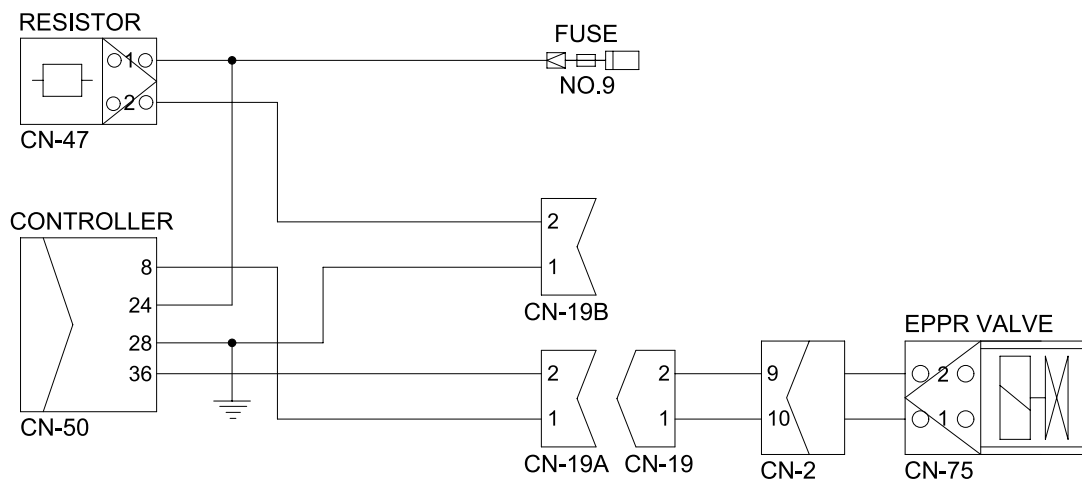 RESISTOR
1
2
CN-47
FUSE
NO.9
CONTROLLER
8
24
28
36
CN-50
2
1
CN-19B
2
1
CN-19A
2
1
CN-19
9
10
CN-2
EPPR VALVE
2
1
CN-75